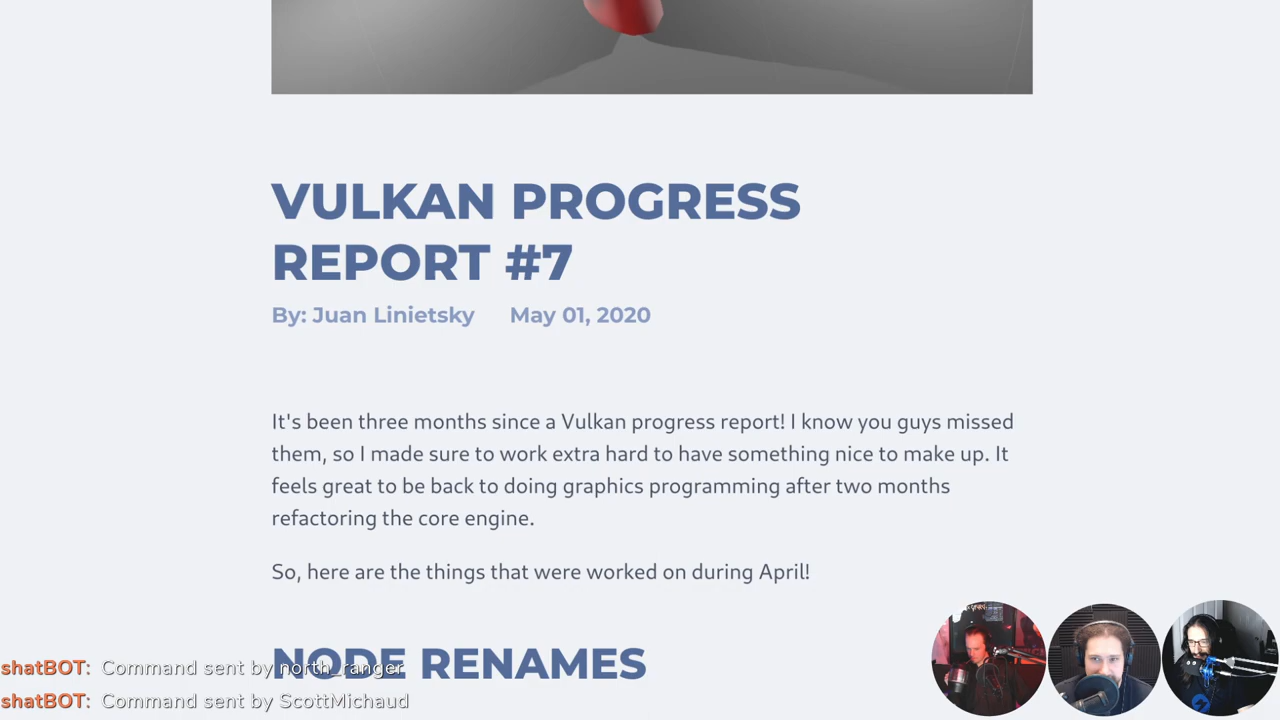 VULKAN PROGRESS
REPORT #7
By: Juan Linietsky May 01, 2020
It's been three months since a Vulkan progress report! I know you guys missed
them, so I made sure to work extra hard to have something nice to make up. It
feels great to be back to doing graphics programming after two months
refactoring the core engine.
So, here are the things that were worked on during April!
NODE RENAMES
shatBOT: Command sent by north_ranger
shatBOT: Command sent by ScottMichaud